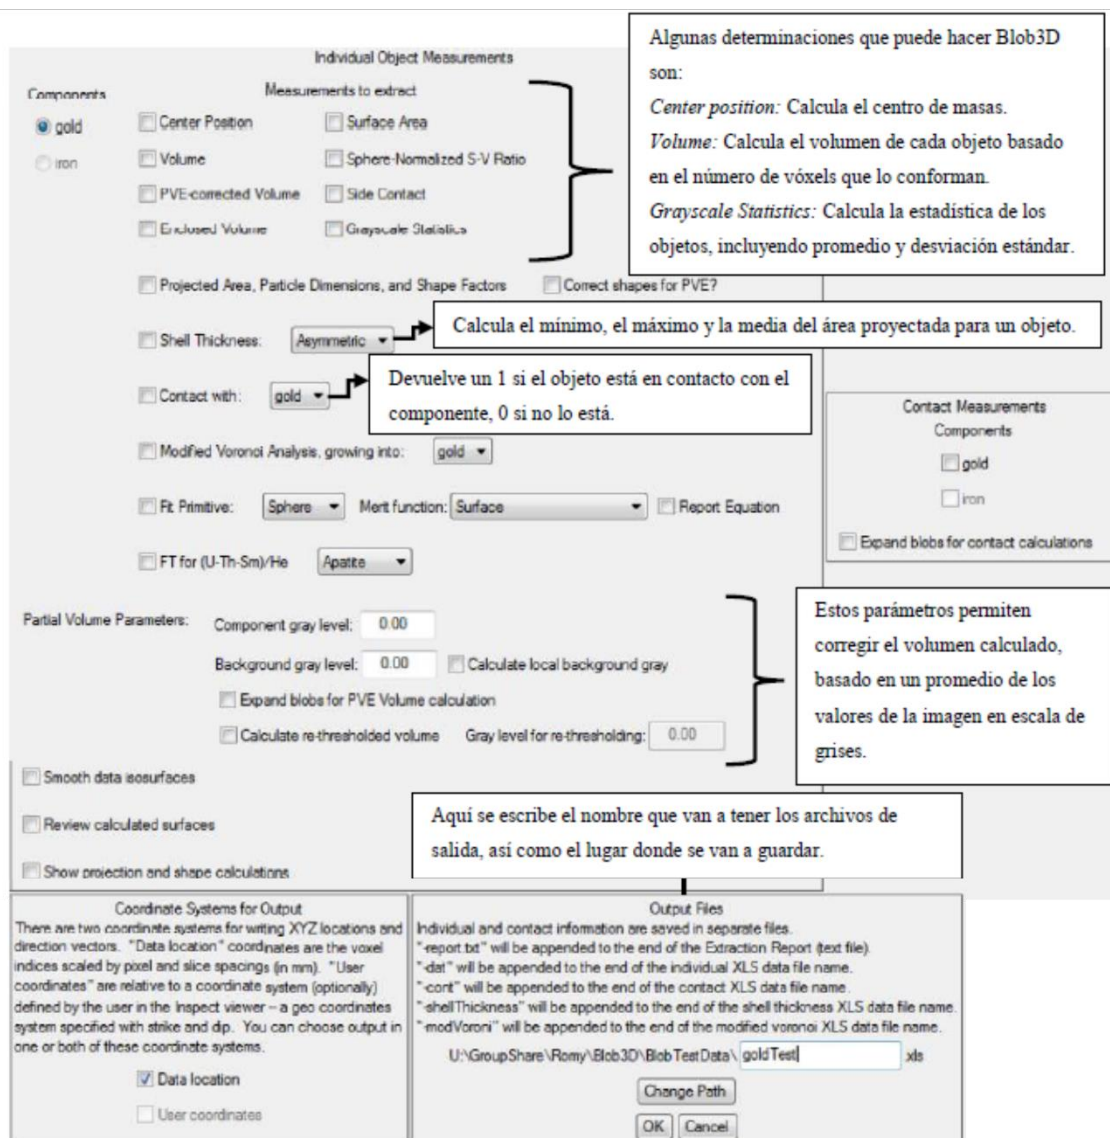 Individual Object Measurements
Components
Measurements to extract
gold
iron
Center Position
Surface Area
Volume
Sphere-Normalized S-V Ratio
PVE-corrected Volume
Side Contact
Enclosed Volume
Grayscale Statistics
Algunas determinaciones que puede hacer Blob3D
son:
Center position: Calcula el centro de masas.
Volume: Calcula el volumen de cada objeto basado
en el número de vóxels que lo conforman.
Grayscale Statistics: Calcula la estadística de los
objetos, incluyendo promedio y desviación estándar.
Projected Area, Particle Dimensions, and Shape Factors
Correct shapes for PVE?
Shell Thickness: Asymmetric
Calcula el mínimo, el máximo y la media del área proyectada para un objeto.
Contact with: gold
Devuelve un 1 si el objeto está en contacto con el
componente, 0 si no lo está.
Modified Voronoi Analysis, growing into: gold
Fit Primitive: Sphere Merit function: Surface Report Equation
FT for (U-Th-Sm)/He Apatite
Contact Measurements
Components
gold
iron
Expand blobs for contact calculations
Partial Volume Parameters:
Component gray level: 0.00
Background gray level: 0.00 Calculate local background gray
Expand blobs for PVE Volume calculation
Calculate re-thresholded volume Gray level for re-thresholding: 0.00
Estos parámetros permiten
corregir el volumen calculado,
basado en un promedio de los
valores de la imagen en escala de
grises.
Smooth data isosurfaces
Review calculated surfaces
Show projection and shape calculations
Aquí se escribe el nombre que van a tener los archivos de
salida, así como el lugar donde se van a guardar.
Coordinate Systems for Output
There are two coordinate systems for writing XYZ locations and
direction vectors. "Data location" coordinates are the voxel
indices scaled by pixel and slice spacings (in mm). "User
coordinates" are relative to a coordinate system (optionally)
defined by the user in the Inspect viewer -- a geo coordinates
system specified with strike and dip. You can choose output in
one or both of these coordinate systems.
Data location
User coordinates
Output Files
Individual and contact information are saved in separate files.
"-report.txt" will be appended to the end of the Extraction Report (text file).
"-dat" will be appended to the end of the individual XLS data file name.
"-cont" will be appended to the end of the contact XLS data file name.
"-shellThickness" will be appended to the end of the shell thickness XLS data file name.
"-modVoroni" will be appended to the end of the modified voronoi XLS data file name.
U:\GroupShare\Romy\Blob3D\BlobTestData\ goldTest .xls
Change Path
OK Cancel